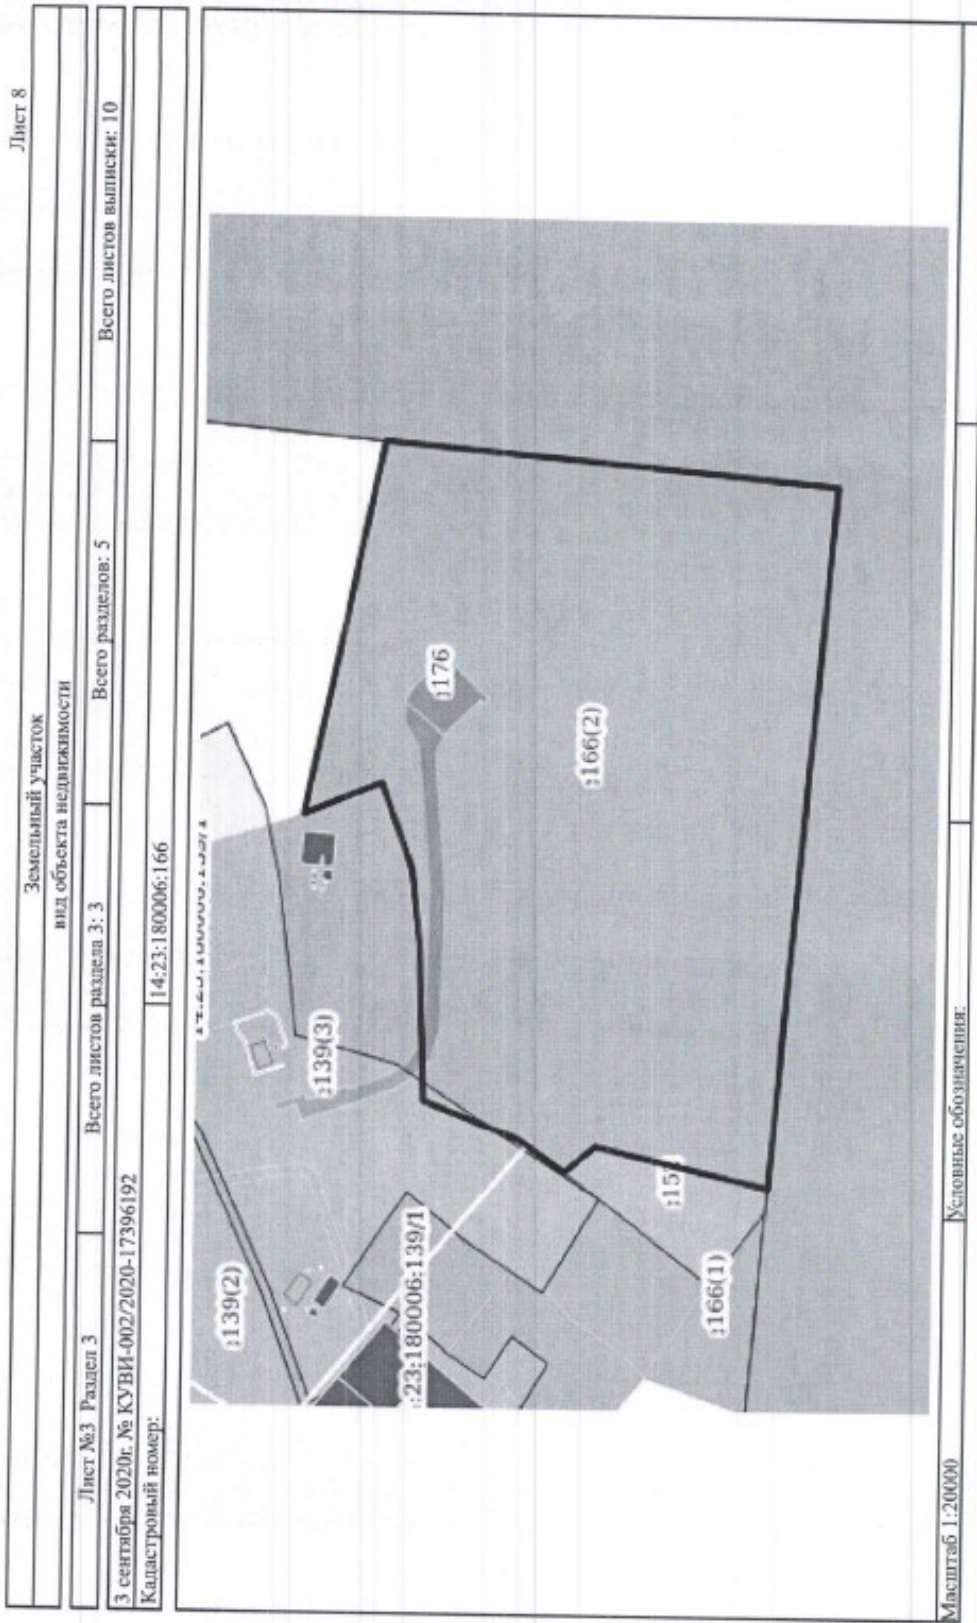 Лист 8
Земельный участок
вид объекта недвижимости
Лист №3 Раздел 3 Всего листов раздела 3: 3 Всего разделов: 5 Всего листов выписки: 10
3 сентября 2020г. № КУВИ-002/2020-17396192
Кадастровый номер: 14:23:180006:166
:139(2)
:139(3)
:176
:23:180006:139/1
:166(2)
:166(1)
Масштаб 1:20000 Условные обозначения: